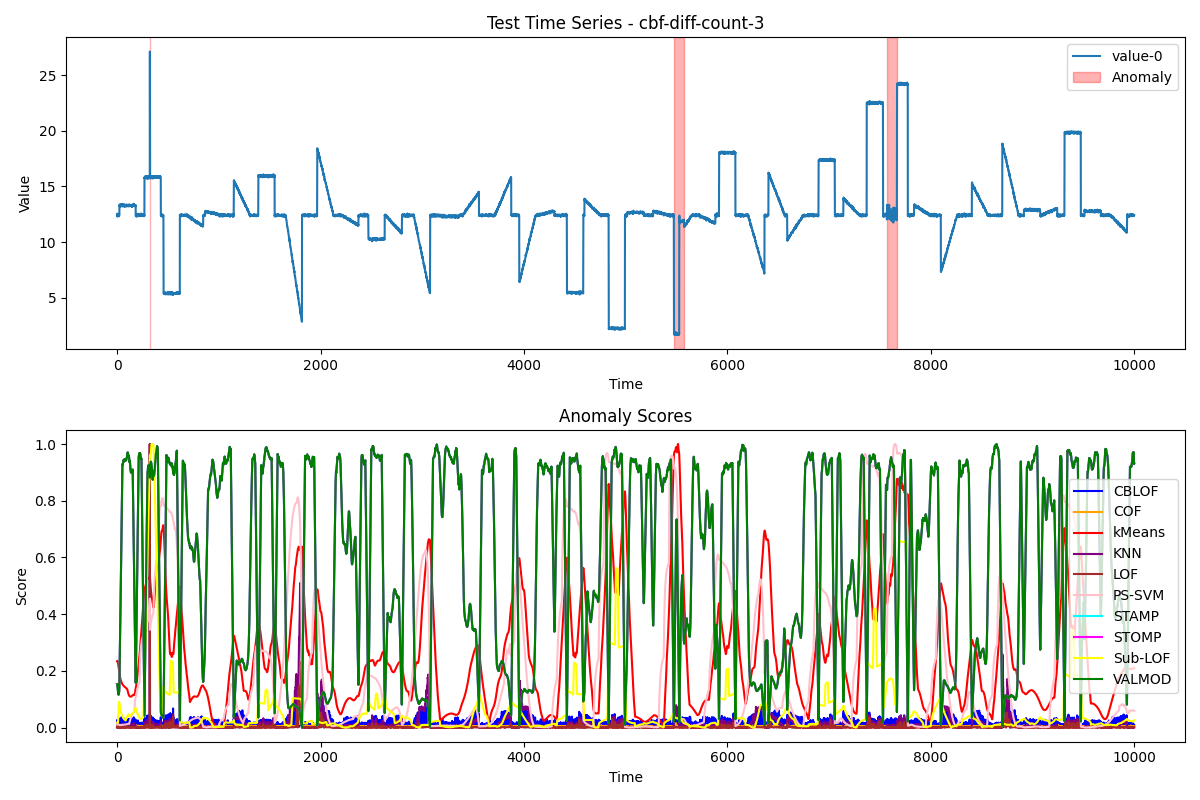 Test Time Series - cbf-diff-count-3
Value
25
20
15
10
5
0
2000
4000
6000
8000
10000
Time
value-0
Anomaly
Anomaly Scores
Score
1.0
0.8
0.6
0.4
0.2
0.0
0
2000
4000
6000
8000
10000
Time
CBLOF
COF
kMeans
KNN
LOF
PS-SVM
STAMP
STOMP
Sub-LOF
VALMOD